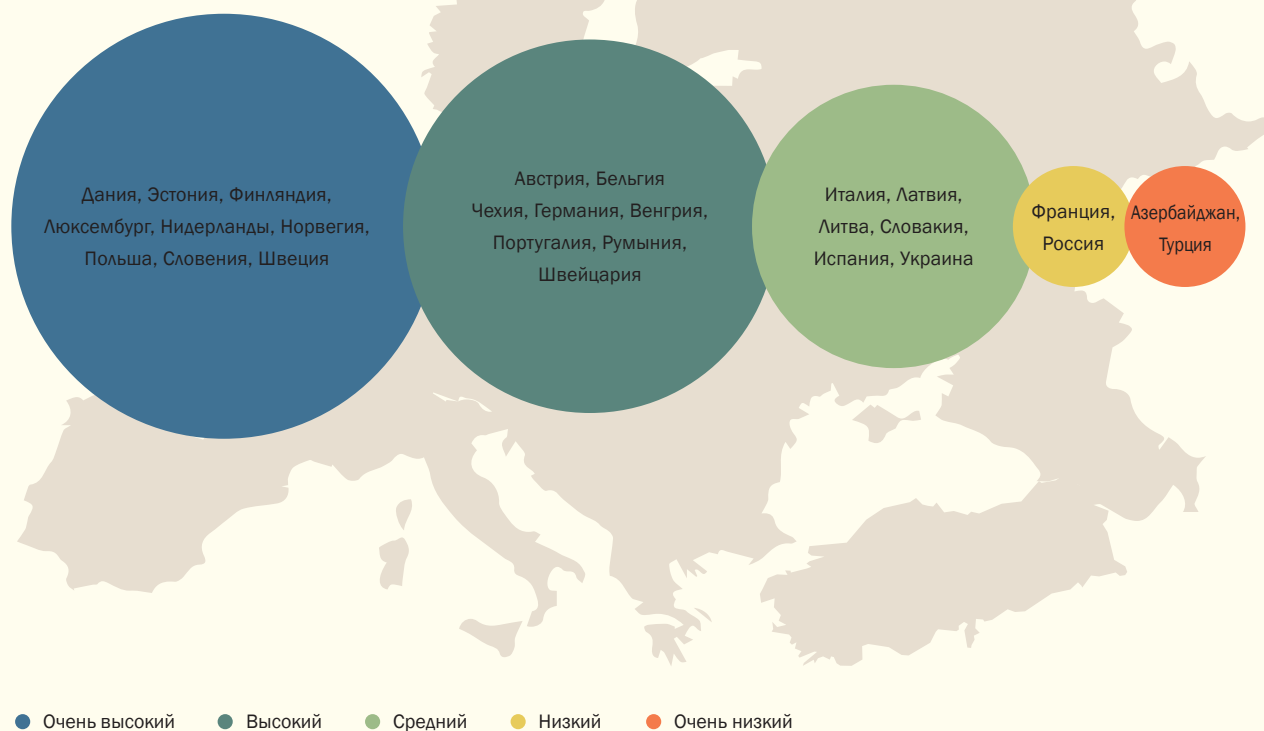 Дания, Эстония, Финляндия,
Люксембург, Нидерланды, Норвегия,
Польша, Словения, Швеция
Австрия, Бельгия
Чехия, Германия, Венгрия,
Португалия, Румыния,
Швейцария
Италия, Латвия,
Литва, Словакия,
Испания, Украина
Франция,
Россия
Азербайджан,
Турция
Очень высокий
Высокий
Средний
Низкий
Очень низкий